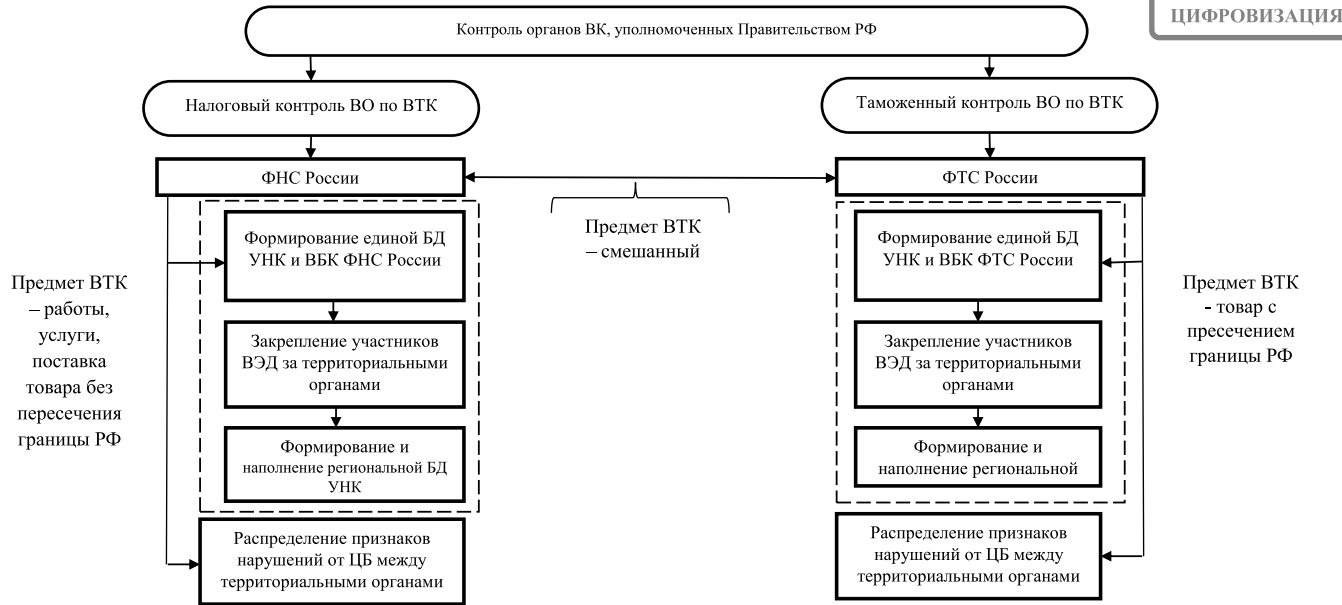 ЦИФРОВИЗАЦИЯ
Контроль органов ВК, уполномоченных Правительством РФ
Налоговый контроль ВО по ВТК
Таможенный контроль ВО по ВТК
ФНС России
ФТС России
Предмет ВТК
– работы,
услуги,
поставка
товара без
пересечения
границы РФ
Формирование единой БД
УНК и ВБК ФНС России
Закрепление участников
ВЭД за территориальными
органами
Формирование и
наполнение региональной БД
УНК
Распределение признаков
нарушений от ЦБ между
территориальными органами
Предмет ВТК
– смешанный
Формирование единой БД
УНК и ВБК ФТС России
Закрепление участников
ВЭД за территориальными
органами
Формирование и
наполнение региональной
Распределение признаков
нарушений от ЦБ между
территориальными органами
Предмет ВТК
- товар с
пресечением
границы РФ